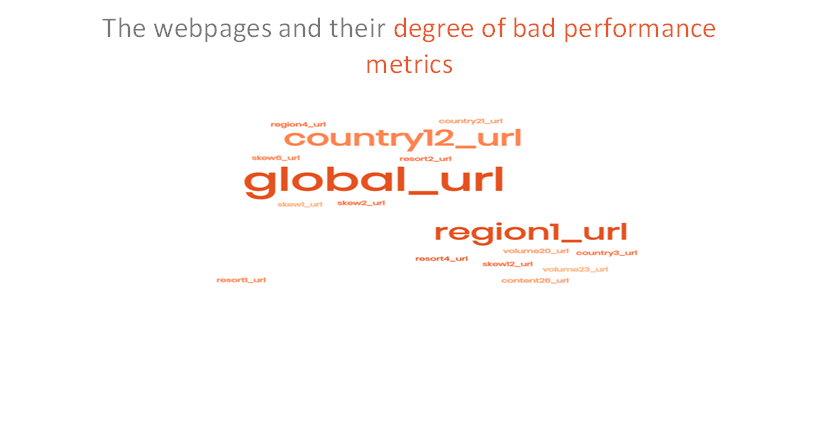 The webpages and their degree of bad performance
metrics
country21_url
region4_url
country12_url
skew6_url
resort2_url
global_url
skew1_url
skew2_url
region1_url
volume20_url
country3_url
resort4_url
skew12_url
volume23_url
resort1_url
content26_url